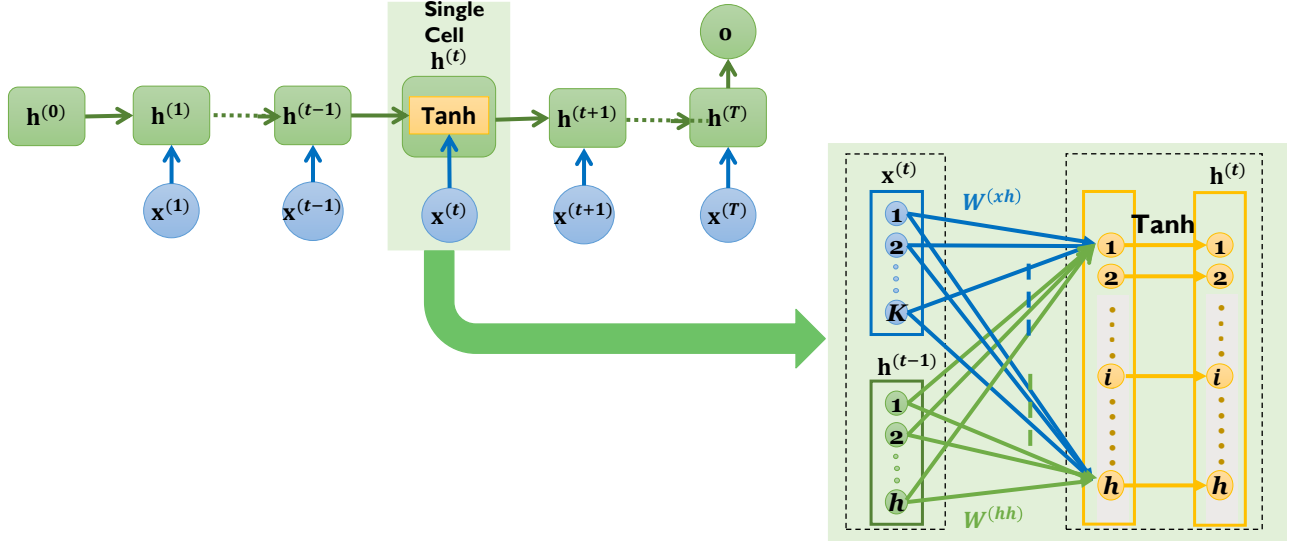 Single
Cell
h^(t)
o
h^(0)
h^(1)
h^(t−1)
Tanh
h^(t+1)
h^(T)
x^(1)
x^(t−1)
x^(t)
x^(t+1)
x^(T)
x^(t)
h^(t)
W^(xh)
1
2
K
Tanh
1
1
2
2
i
i
h
h
h^(t−1)
1
2
h
W^(hh)